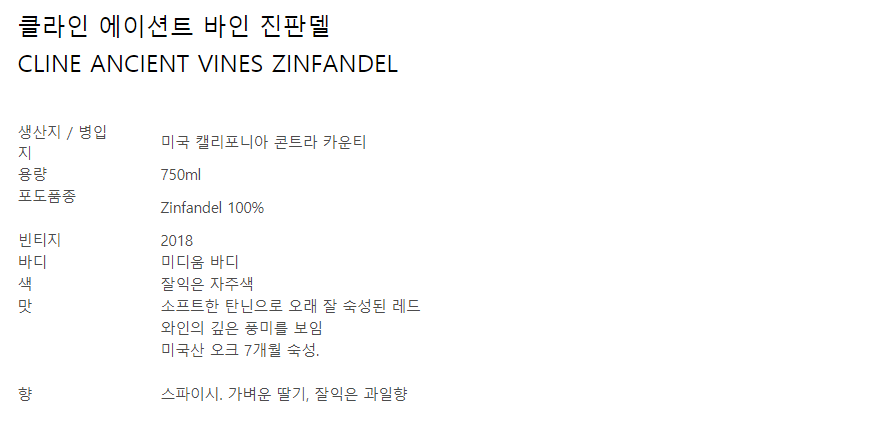 클라인 에이션트 바인 진판델
CLINE ANCIENT VINES ZINFANDEL
생산지 / 병입
지
미국 캘리포니아 콘트라 카운티
용량 750ml
포도품종
Zinfandel 100%
빈티지 2018
바디 미디움 바디
색 잘익은 자주색
맛 소프트한 탄닌으로 오래 잘 숙성된 레드
와인의 깊은 풍미를 보임
미국산 오크 7개월 숙성.
향 스파이시. 가벼운 딸기, 잘익은 과일향